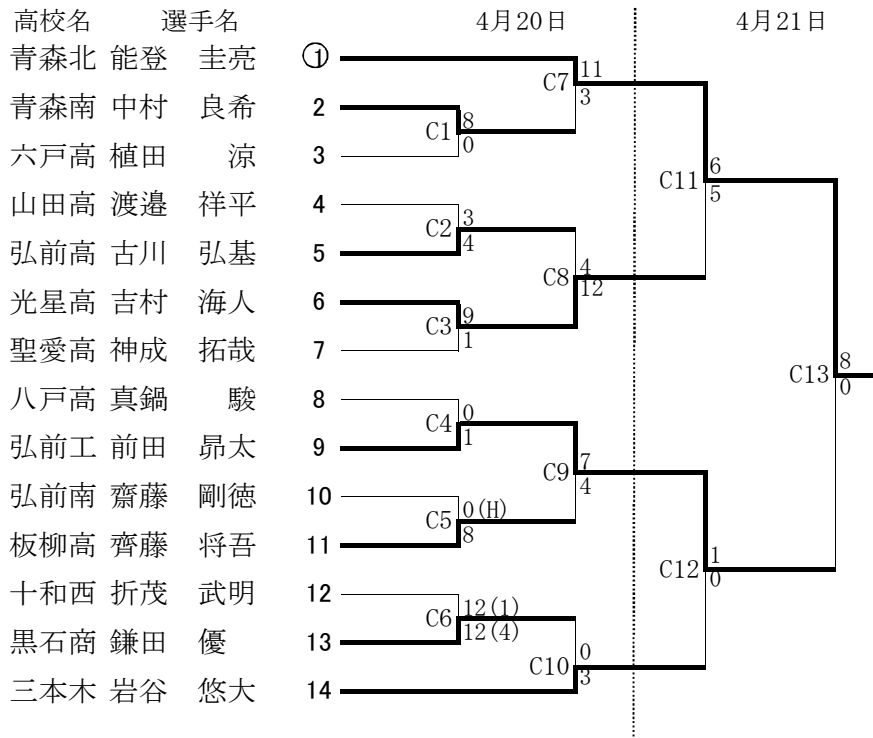 高校名 選手名 4月20日 4月21日
青森北 能登 圭亮 ①
C7 11
3
青森南 中村 良希 2
C1 8
0
六戸高 植田 涼 3
C11 6
5
山田高 渡邉 祥平 4
C2 3
4
弘前高 古川 弘基 5
C8 4
12
光星高 吉村 海人 6
C3 9
1
聖愛高 神成 拓哉 7
C13 8
0
八戸高 真鍋 駿 8
C4 0
1
弘前工 前田 昻太 9
C9 7
4
弘前南 齋藤 剛徳 10
C5 0(H)
8
板柳高 齊藤 将吾 11
C12 1
0
十和西 折茂 武明 12
C6 12(1)
12(4)
黒石商 鎌田 優 13
C10 0
3
三本木 岩谷 悠大 14